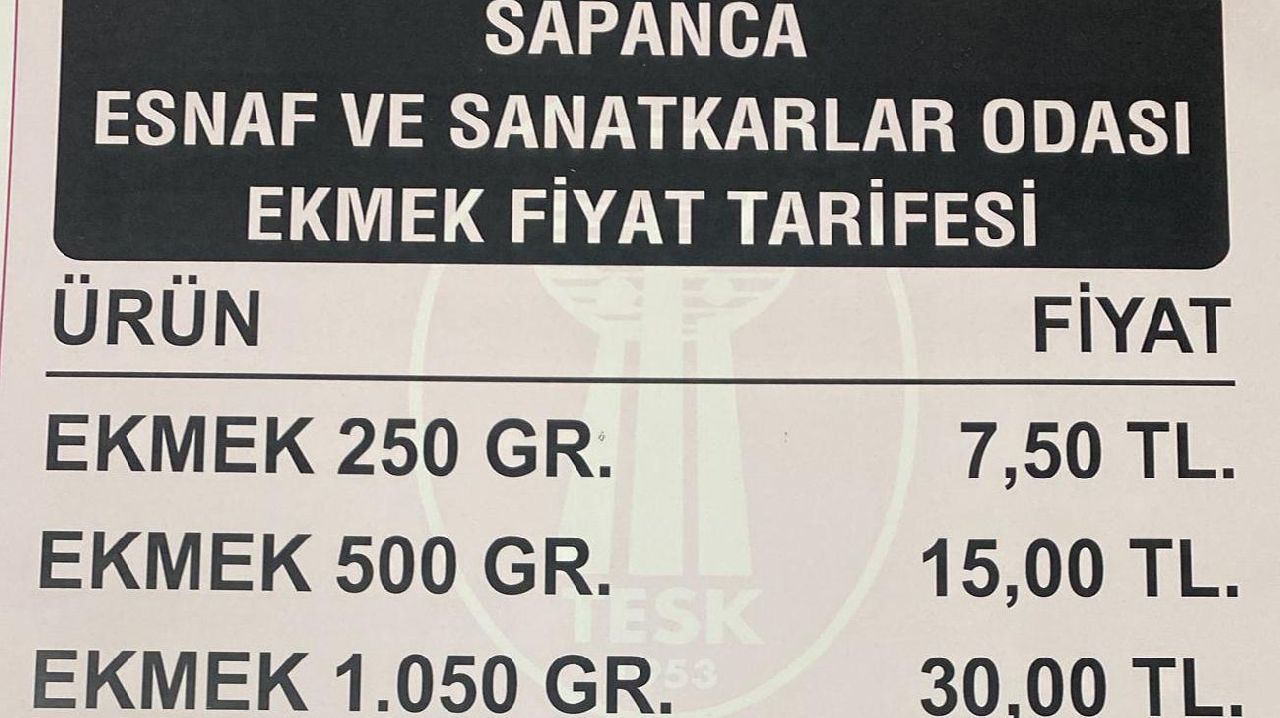 SAPANCA
ESNAF VE SANATKARLAR ODASI
EKMEK FİYAT TARİFESİ
ÜRÜN FİYAT
EKMEK 250 GR. 7,50 TL.
EKMEK 500 GR. 15,00 TL.
TESK
EKMEK 1.050 GR. 30,00 TL.